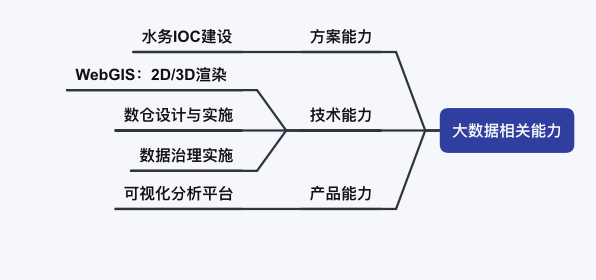 水务IOC建设
方案能力
WebGIS：2D/3D渲染
数仓设计与实施
技术能力
大数据相关能力
数据治理实施
可视化分析平台
产品能力